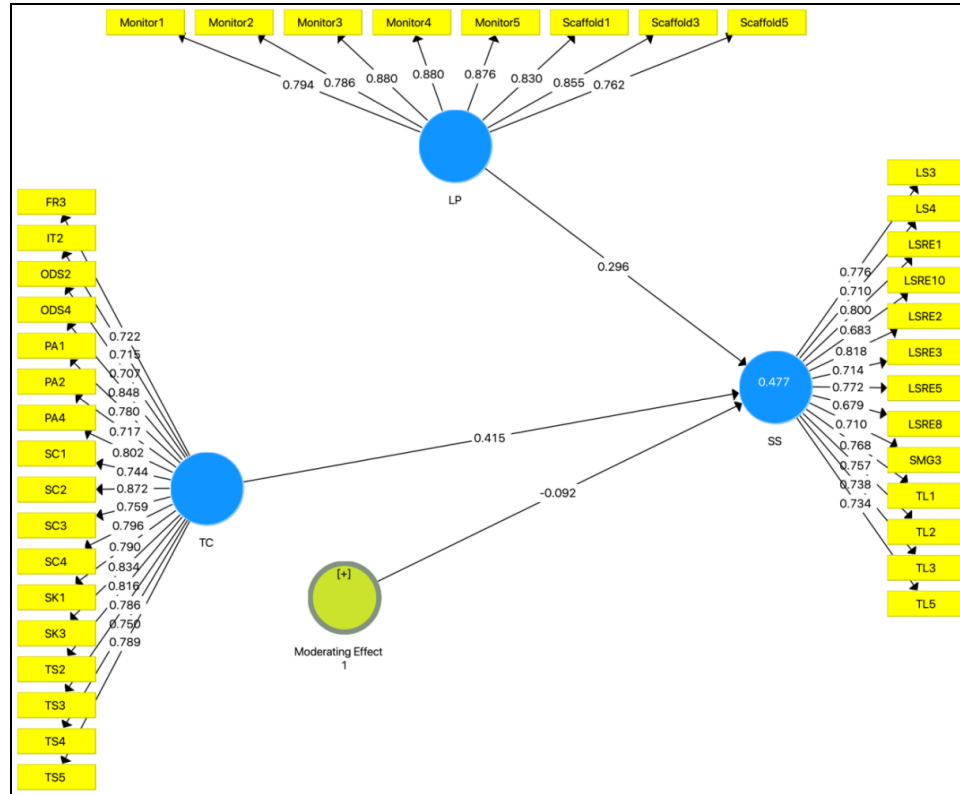 Monitor1 Monitor2 Monitor3 Monitor4 Monitor5 Scaffold1 Scaffold3 Scaffold5
0.794 0.786 0.880 0.880 0.876 0.830 0.855 0.762
LP
0.296
FR3
IT2
ODS2
ODS4
PA1
PA2
PA4
SC1
SC2
SC3
SC4
SK1
SK3
TS2
TS3
TS4
TS5
0.722
0.715
0.707
0.848
0.780
0.717
0.802
0.744
0.872
0.759
0.796
0.790
0.834
0.816
0.786
0.750
0.789
TC
0.415
-0.092
[+]
Moderating Effect
1
0.477
SS
0.776
0.710
0.800
0.683
0.818
0.714
0.772
0.679
0.710
0.768
0.757
0.738
0.734
LS3
LS4
LSRE1
LSRE10
LSRE2
LSRE3
LSRE5
LSRE8
SMG3
TL1
TL2
TL3
TL5